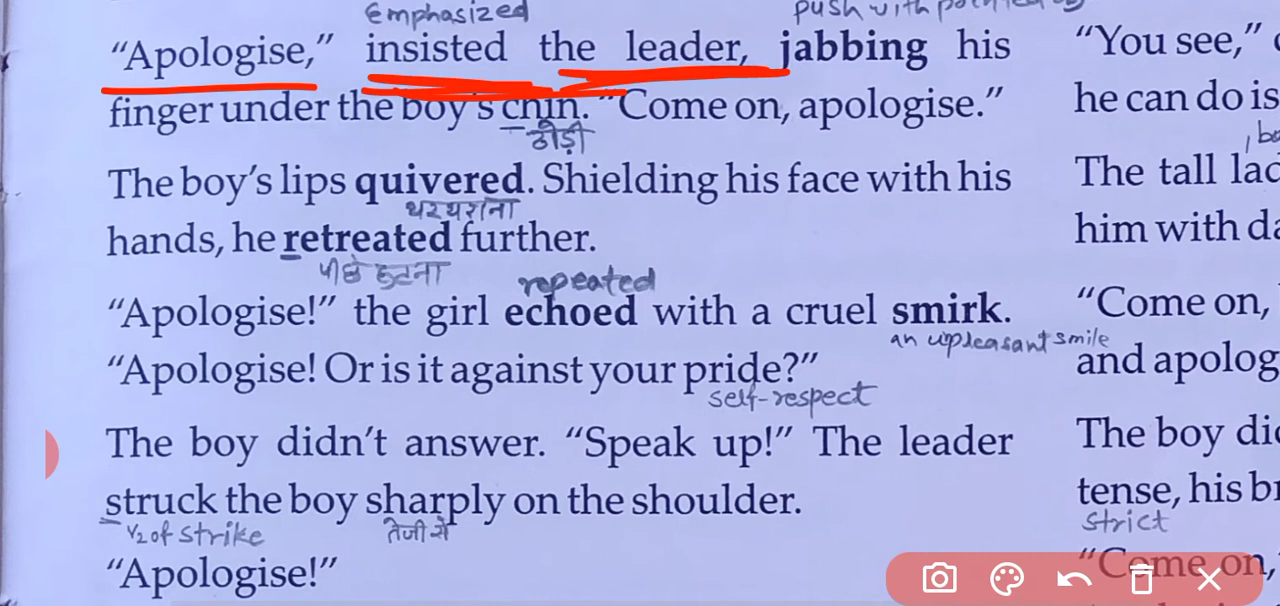 emphasized
push with
“Apologise,” insisted the leader, jabbing his
finger under the boy’s chin. “Come on, apologise.”
ठोड़ी
The boy’s lips quivered. Shielding his face with his
थरथराना
hands, he retreated further.
पीछे हटना
repeated
“Apologise!” the girl echoed with a cruel smirk.
an unpleasant smile
“Apologise! Or is it against your pride?”
self-respect
The boy didn’t answer. “Speak up!” The leader
struck the boy sharply on the shoulder.
V2 of strike तेजी से
“Apologise!”
“You see,”
he can do is
The tall lad
him with
“Come on,
and
The boy
tense, his
strict
“Come on,